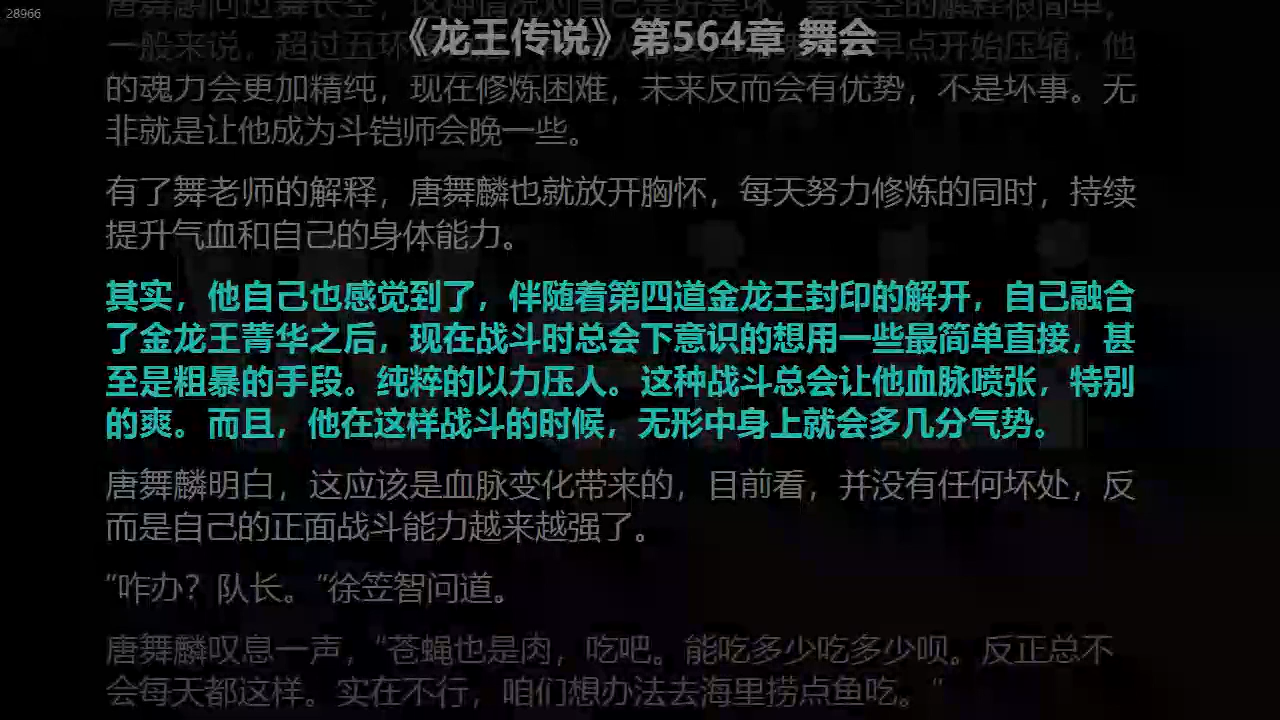 28966
《龙王传说》第564章 舞会
的魂力会更加精纯，现在修炼困难，未来反而会有优势，不是坏事。无
非就是让他成为斗铠师会晚一些。
有了舞老师的解释，唐舞麟也就放开胸怀，每天努力修炼的同时，持续
提升气血和自己的身体能力。
其实，他自己也感觉到了，伴随着第四道金龙王封印的解开，自己融合
了金龙王菁华之后，现在战斗时总会下意识的想用一些最简单直接，甚
至是粗暴的手段。纯粹的以力压人。这种战斗总会让他血脉喷张，特别
的爽。而且，他在这样战斗的时候，无形中身上就会多几分气势。
唐舞麟明白，这应该是血脉变化带来的，目前看，并没有任何坏处，反
而是自己的正面战斗能力越来越强了。
“咋办？队长。”徐笠智问道。
唐舞麟叹息一声，“苍蝇也是肉，吃吧。能吃多少吃多少呗。反正总不
会每天都这样。实在不行，咱们想办法去海里捞点鱼吃。”